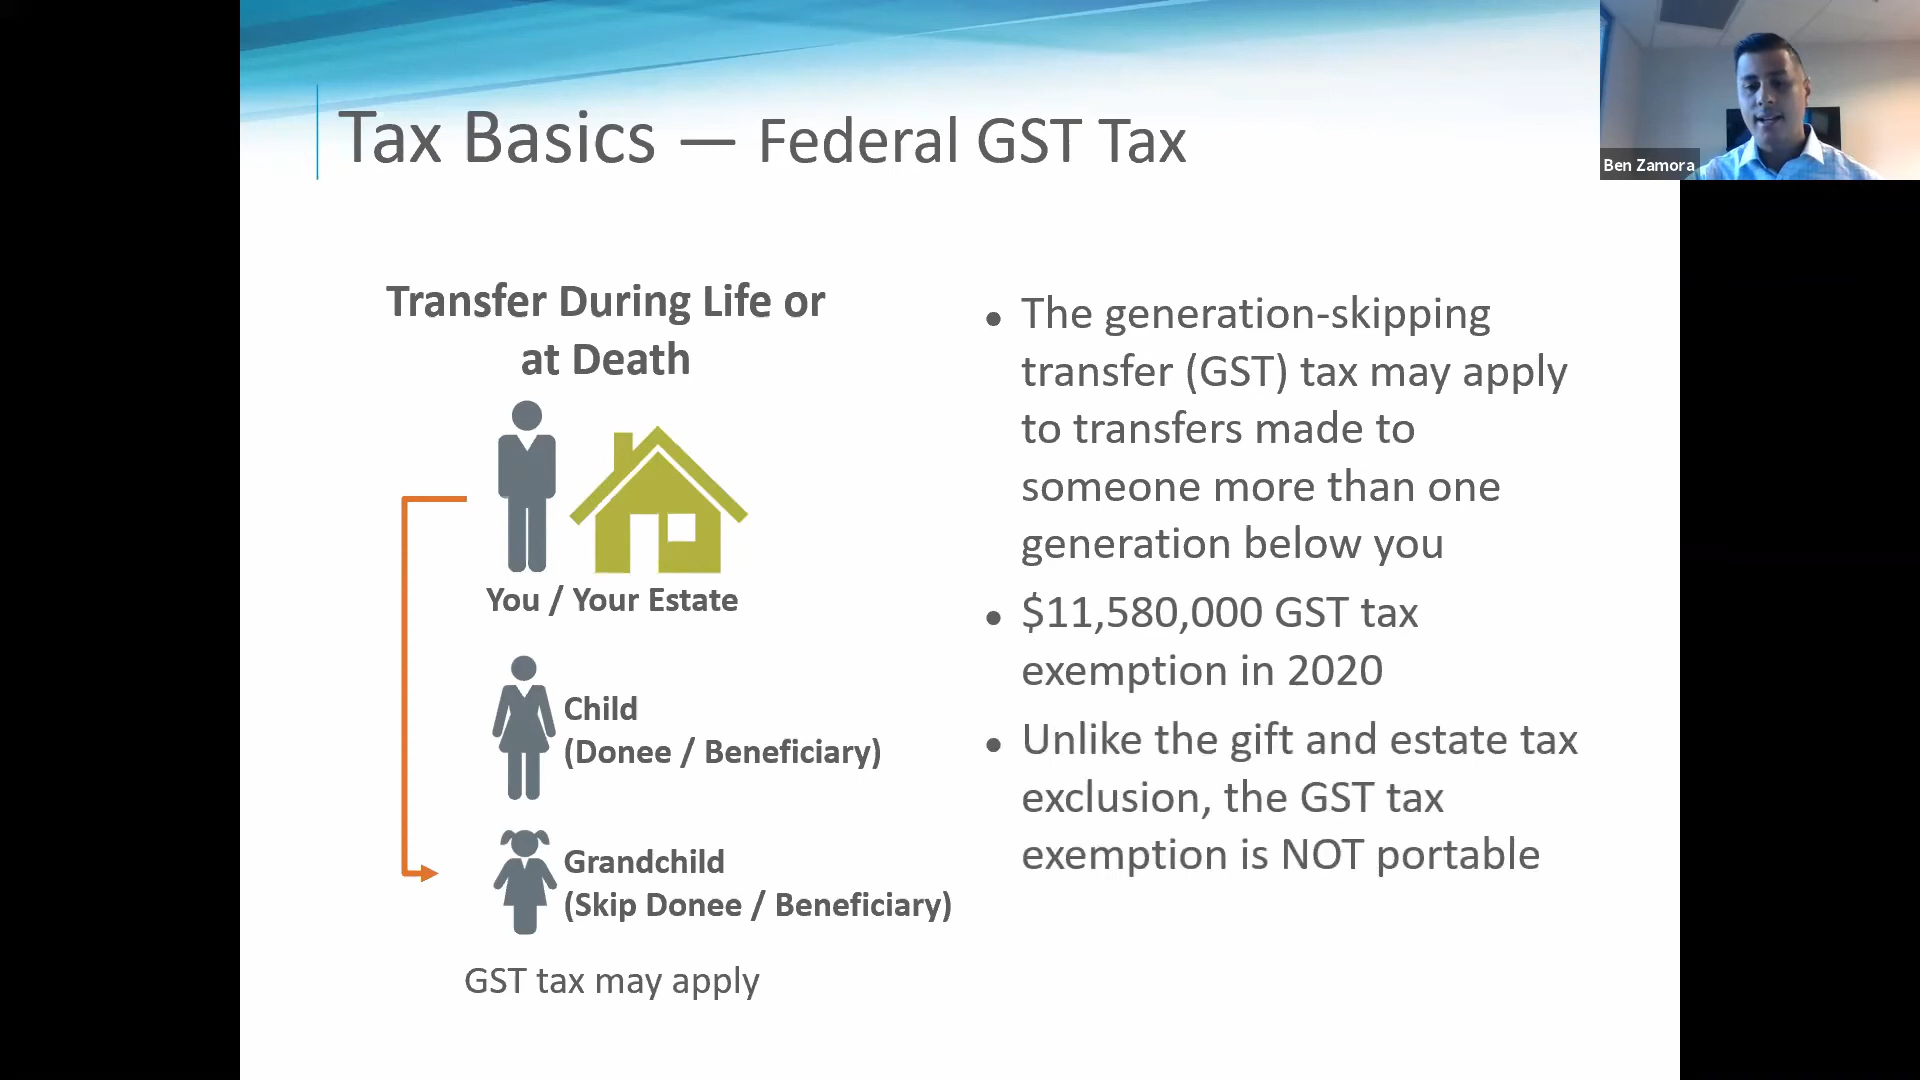 Tax Basics — Federal GST Tax
Ben Zamora
Transfer During Life or
at Death
You / Your Estate
Child
(Donee / Beneficiary)
Grandchild
(Skip Donee / Beneficiary)
GST tax may apply
• The generation-skipping
transfer (GST) tax may apply
to transfers made to
someone more than one
generation below you
• $11,580,000 GST tax
exemption in 2020
• Unlike the gift and estate tax
exclusion, the GST tax
exemption is NOT portable